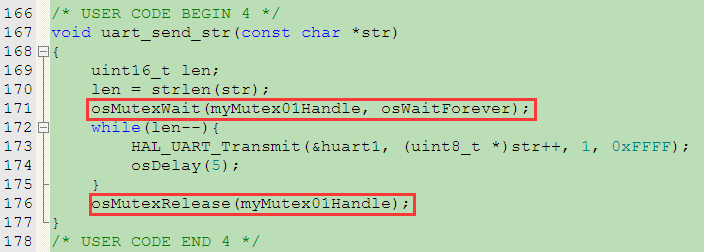 166 /* USER CODE BEGIN 4 */
167 void uart_send_str(const char *str)
168 {
169 uint16_t len;
170 len = strlen(str);
171 osMutexWait(myMutex01Handle, osWaitForever);
172 while(len--){
173 HAL_UART_Transmit(&huart1, (uint8_t *)str++, 1, 0xFFFF);
174 osDelay(5);
175 }
176 osMutexRelease(myMutex01Handle);
177 }
178 /* USER CODE END 4 */